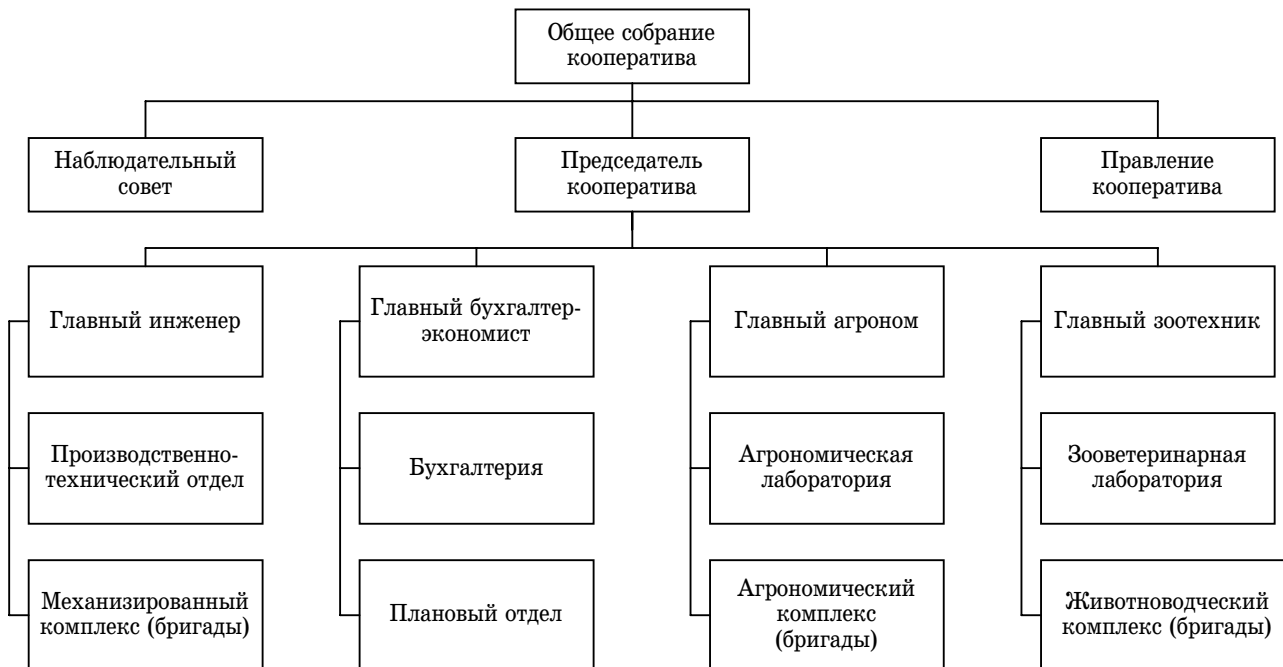 Общее собрание
кооператива
Наблюдательный
совет
Председатель
кооператива
Правление
кооператива
Главный инженер
Главный бухгалтер-
экономист
Главный агроном
Главный зоотехник
Производственно-
технический отдел
Бухгалтерия
Агрономическая
лаборатория
Зооветеринарная
лаборатория
Механизированный
комплекс (бригады)
Плановый отдел
Агрономический
комплекс
(бригады)
Животноводческий
комплекс (бригады)